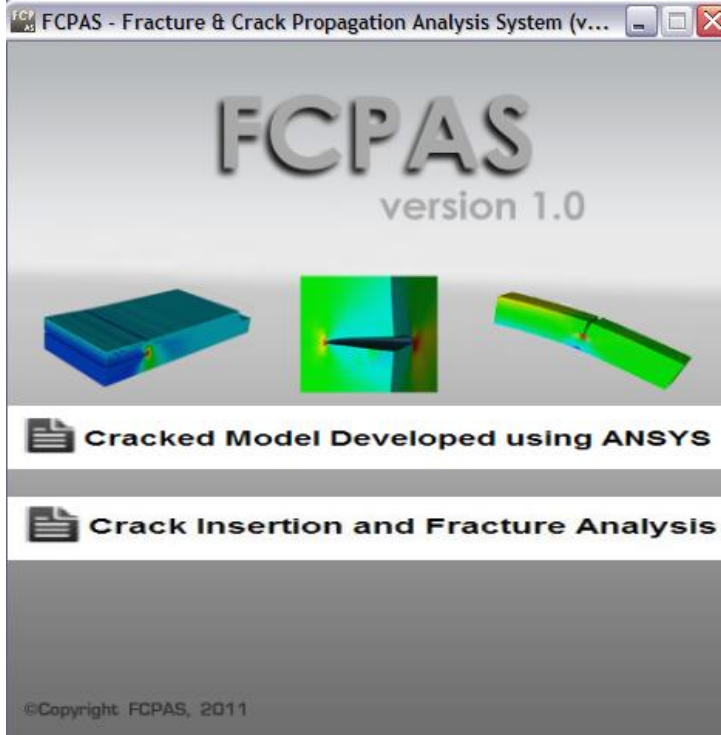 FCPAS - Fracture & Crack Propagation Analysis System (v...
FCPAS
version 1.0
Cracked Model Developed using ANSYS
Crack Insertion and Fracture Analysis
©Copyright FCPAS, 2011